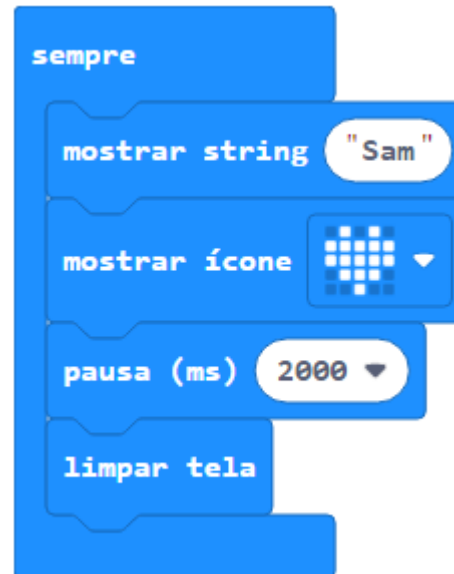 sempre
mostrar string "Sam"
mostrar ícone
pausa (ms) 2000
limpar tela